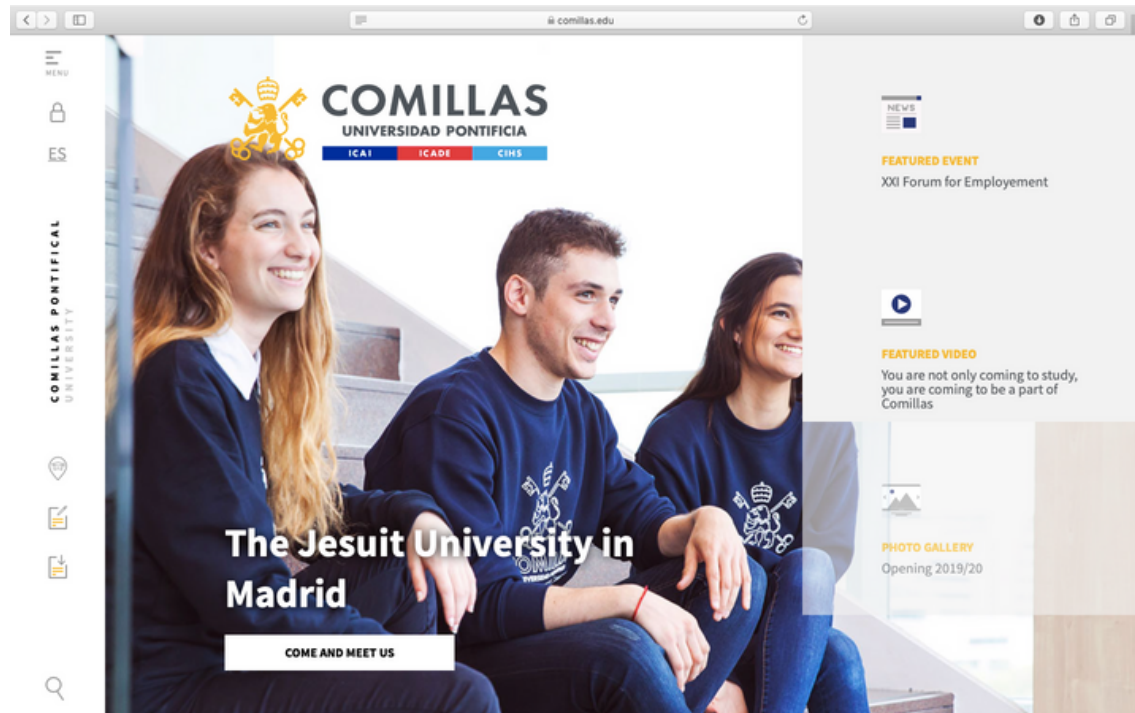 comillas.edu
MENU
ES
COMILLAS PONTIFICAL
UNIVERSITY
COMILLAS
UNIVERSIDAD PONTIFICIA
ICAI ICADE CIHS
The Jesuit University in
Madrid
COME AND MEET US
NEWS
FEATURED EVENT
XXI Forum for Employement
FEATURED VIDEO
You are not only coming to study,
you are coming to be a part of
Comillas
PHOTO GALLERY
Opening 2019/20